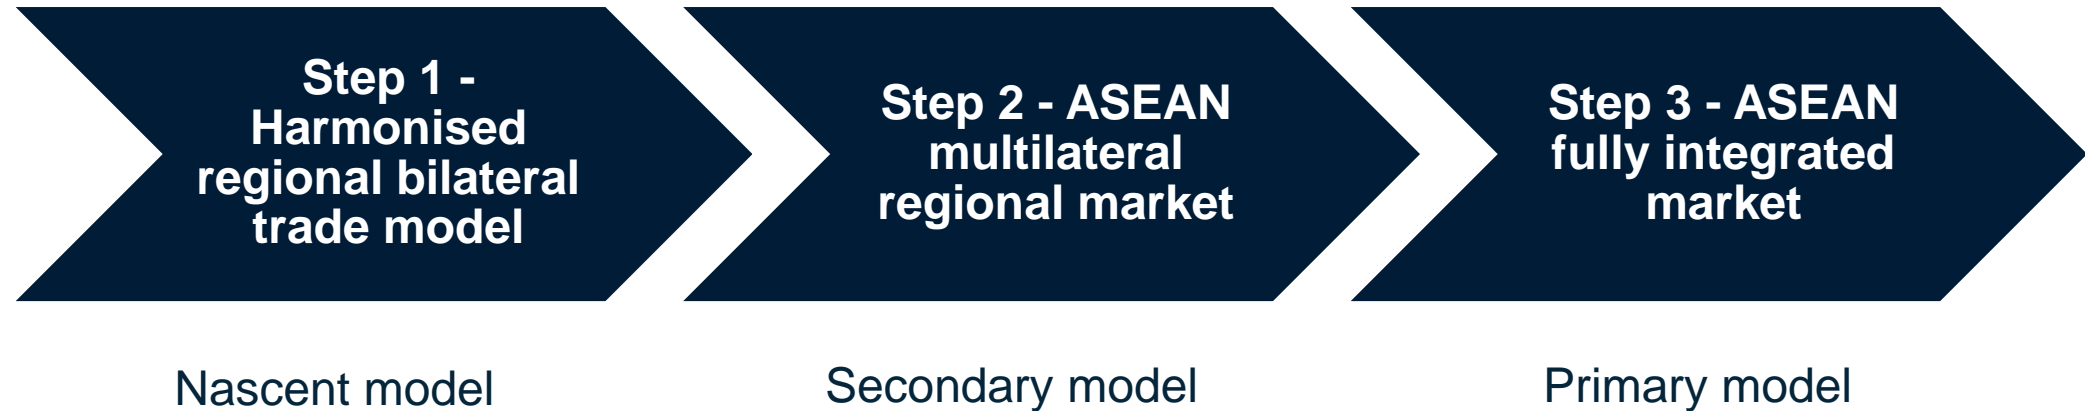 Step 1 -
Harmonised
regional bilateral
trade model
Step 2 - ASEAN
multilateral
regional market
Step 3 - ASEAN
fully integrated
market
Nascent model
Secondary model
Primary model